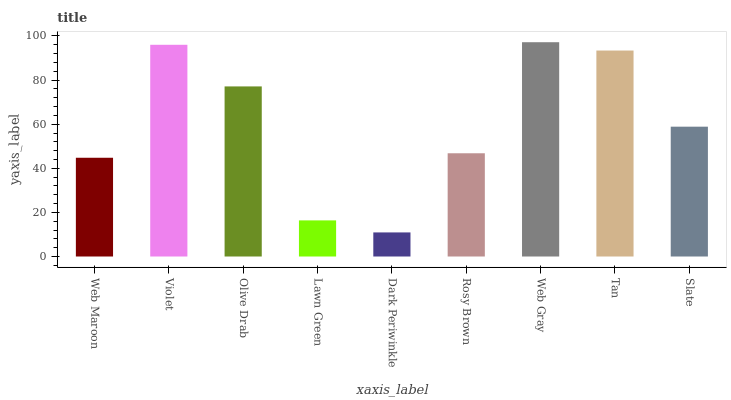 title
yaxis_label
100
80
60
40
20
0
Web Maroon
Violet
Olive Drab
Lawn Green
Dark Periwinkle
Rosy Brown
Web Gray
Tan
Slate
xaxis_label